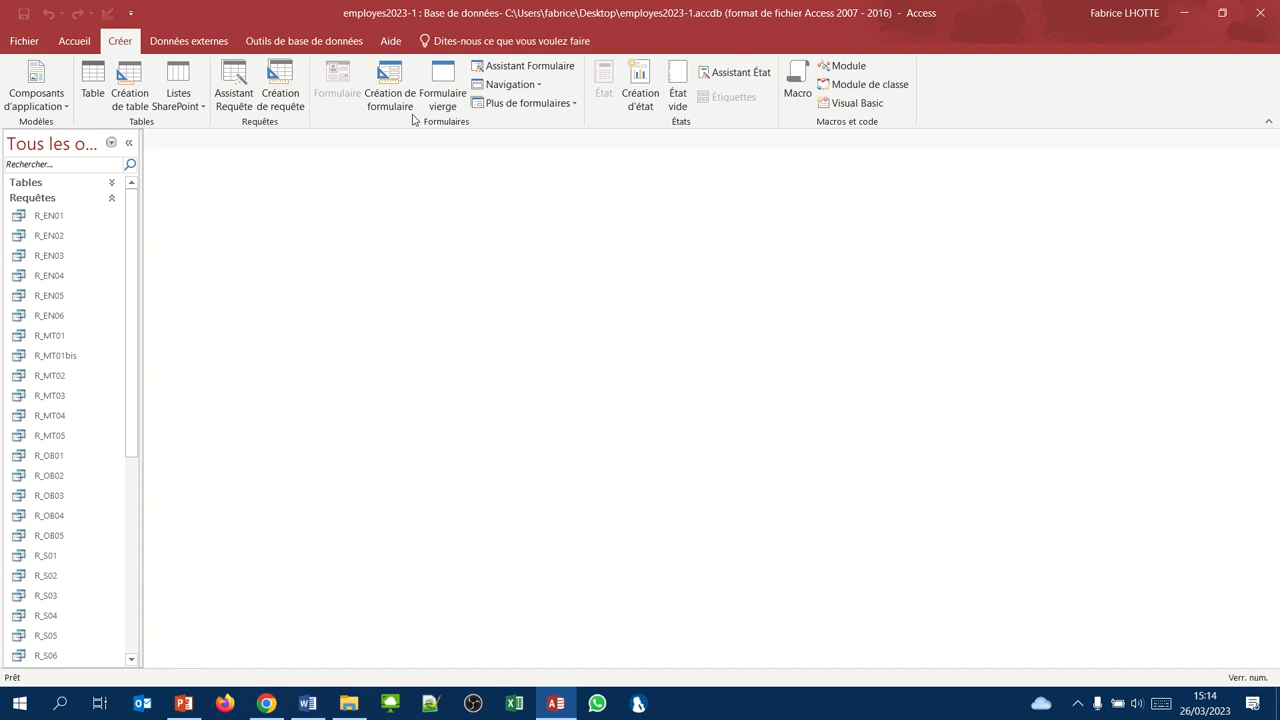 employes2023-1 : Base de données- C:\Users\fabrice\Desktop\employes2023-1.accdb (format de fichier Access 2007 - 2016) - Access
Fabrice LHOTTE
Fichier Accueil Créer Données externes Outils de base de données Aide Dites-nous ce que vous voulez faire
Composants d'application
Modèles
Table
Création de table
Listes SharePoint
Tables
Assistant Requête
Création de requête
Requêtes
Formulaire
Création de formulaire
Formulaire vierge
Assistant Formulaire
Navigation
Plus de formulaires
Formulaires
État
Création d'état
État vide
Assistant État
Étiquettes
États
Macro
Module
Module de classe
Visual Basic
Macros et code
Tous les o...
Rechercher...
Tables
Requêtes
R_EN01
R_EN02
R_EN03
R_EN04
R_EN05
R_EN06
R_MT01
R_MT01bis
R_MT02
R_MT03
R_MT04
R_MT05
R_OB01
R_OB02
R_OB03
R_OB04
R_OB05
R_S01
R_S02
R_S03
R_S04
R_S05
R_S06
Prêt
Verr. num.
15:14
26/03/2023